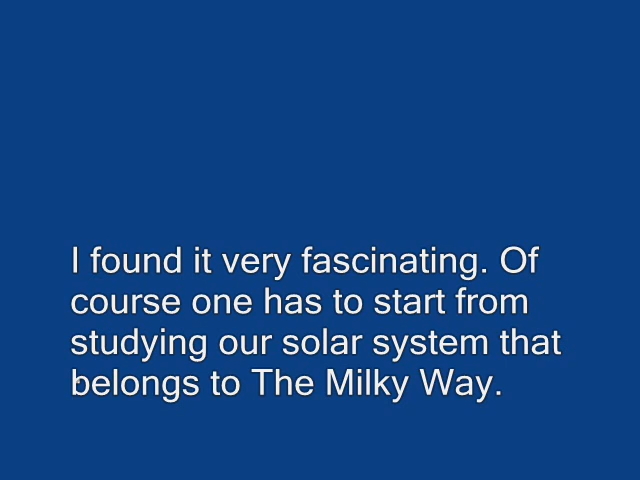 I found it very fascinating. Of
course one has to start from
studying our solar system that
belongs to The Milky Way.